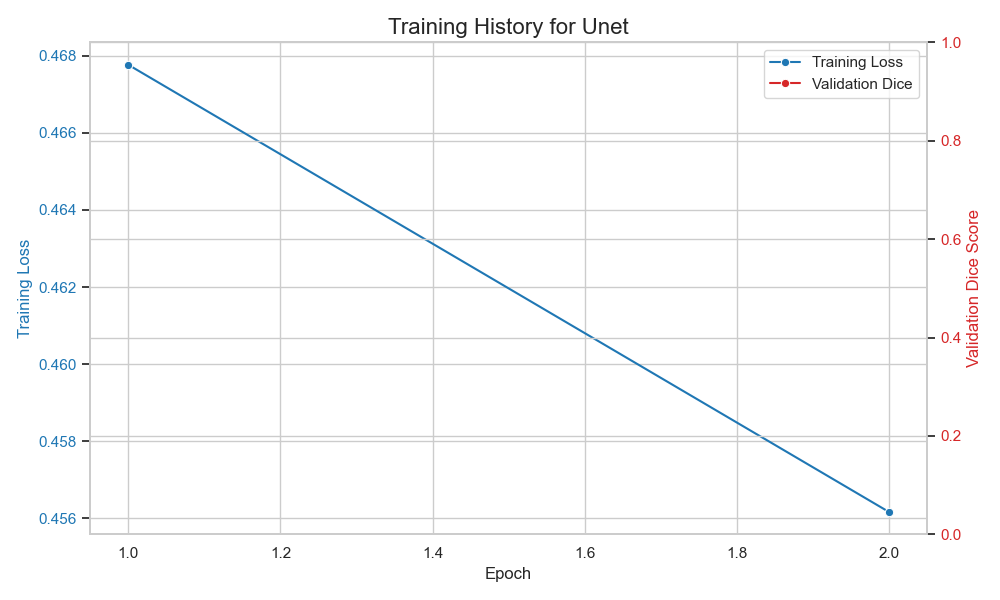 Training History for Unet
Training Loss
Validation Dice
0.468
0.466
0.464
0.462
0.460
0.458
0.456
Training Loss
1.0
0.8
0.6
0.4
0.2
0.0
Validation Dice Score
1.0 1.2 1.4 1.6 1.8 2.0
Epoch